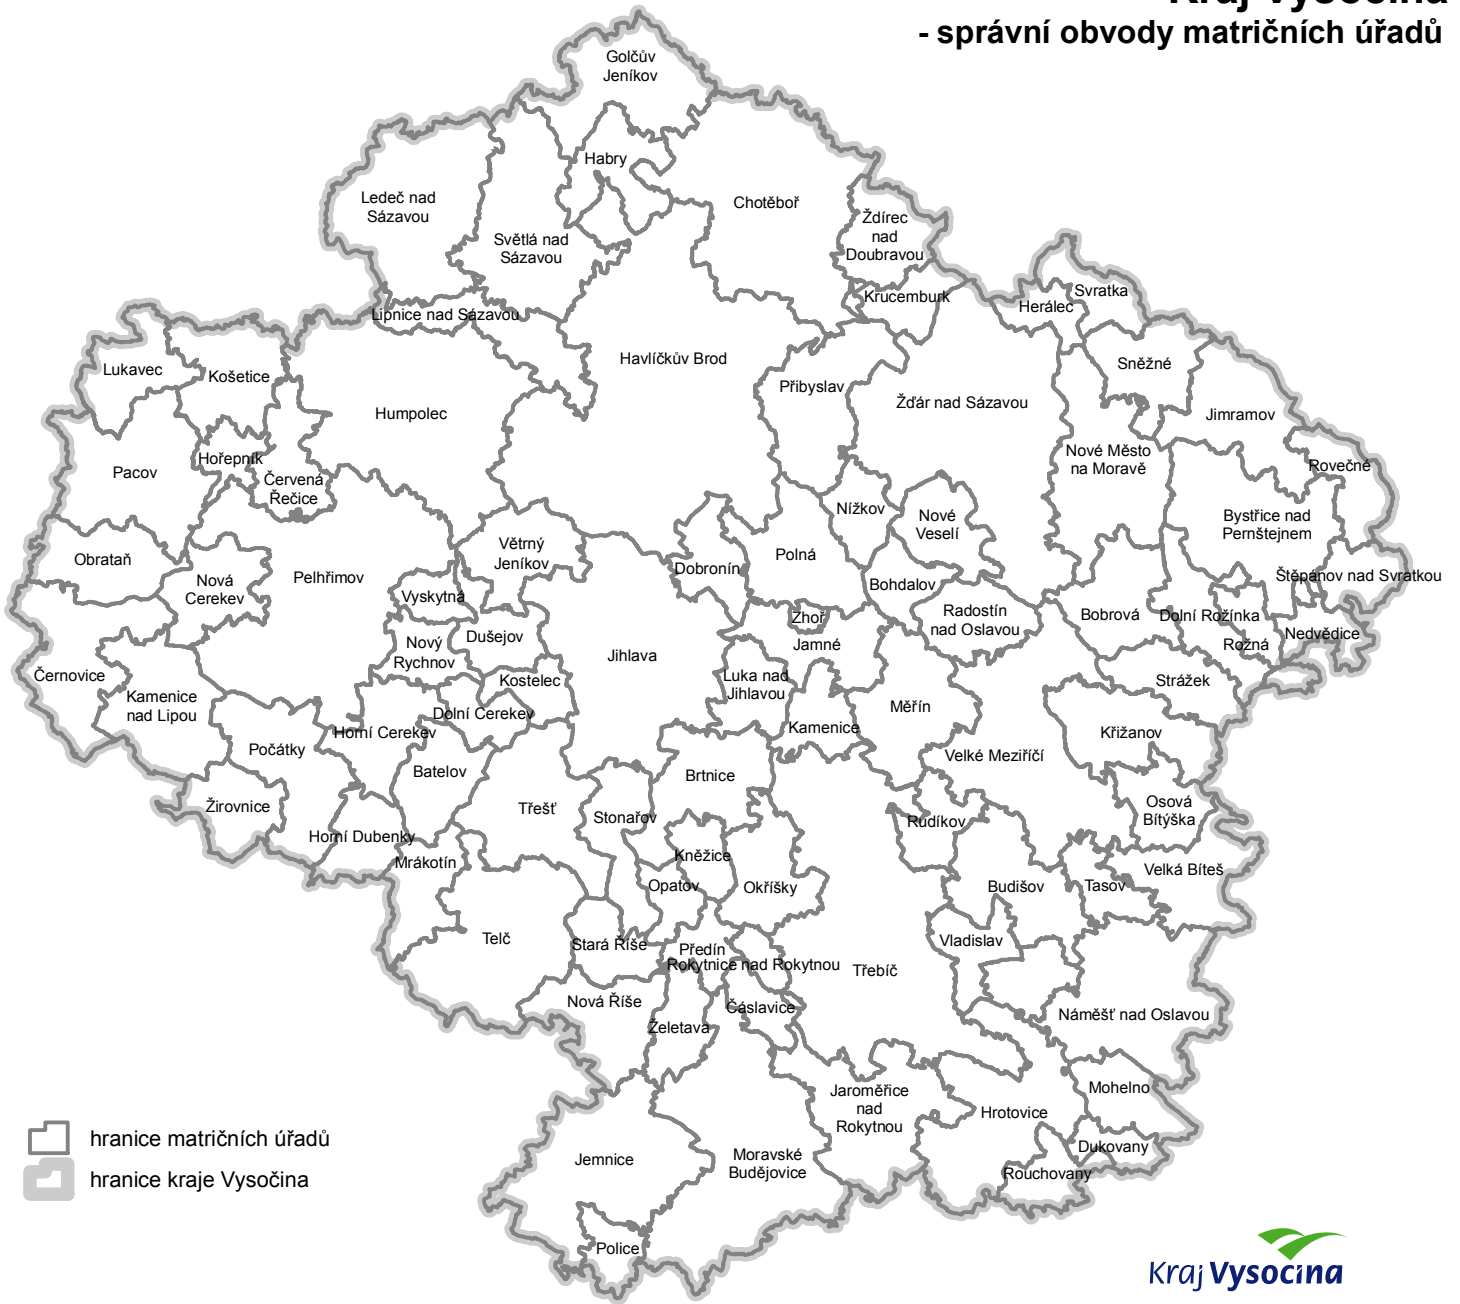 Kraj Vysočina
- správní obvody matričních úřadů
Golčův
Jeníkov
Habry
Ledeč nad
Sázavou
Chotěboř
Ždírec
nad
Doubravou
Světlá nad
Sázavou
Krucemburk
Svratka
Herálec
Lipnice nad Sázavou
Havlíčkův Brod
Sněžné
Lukavec
Košetice
Přibyslav
Žďár nad Sázavou
Humpolec
Jimramov
Nové Město
na Moravě
Hořepník
Pacov
Rovečné
Červená
Řečice
Nížkov
Nové
Veselí
Bystřice nad
Pernštejnem
Větrný
Jeníkov
Polná
Obrataň
Nová
Cerekev
Pelhřimov
Dobronín
Štěpánov nad Svratkou
Bohdalov
Vyskytná
Radostín
nad Oslavou
Bobrová
Dolní Rožínka
Zhoř
Nedvědice
Dušejov
Nový
Rychnov
Jamné
Rožná
Jihlava
Černovice
Kostelec
Luka nad
Jihlavou
Strážek
Kamenice
nad Lipou
Měřín
Dolní Cerekev
Horní Cerekev
Kamenice
Křižanov
Počátky
Velké Meziříčí
Batelov
Brtnice
Žirovnice
Třešť
Stonařov
Osová
Bítýška
Rudíkov
Horní Dubenky
Mrákotín
Kněžice
Velká Bíteš
Opatov
Okříšky
Budišov
Tasov
Telč
Stará Říše
Předín
Vladislav
Rokytnice nad Rokytnou
Třebíč
Nová Říše
Čáslavice
Želetava
Náměšť nad Oslavou
Jaroměřice
nad
Rokytnou
Mohelno
Hrotovice
hranice matričních úřadů
Dukovany
Jemnice
Moravské
Budějovice
hranice kraje Vysočina
Rouchovany
Police
Kraj Vysočina